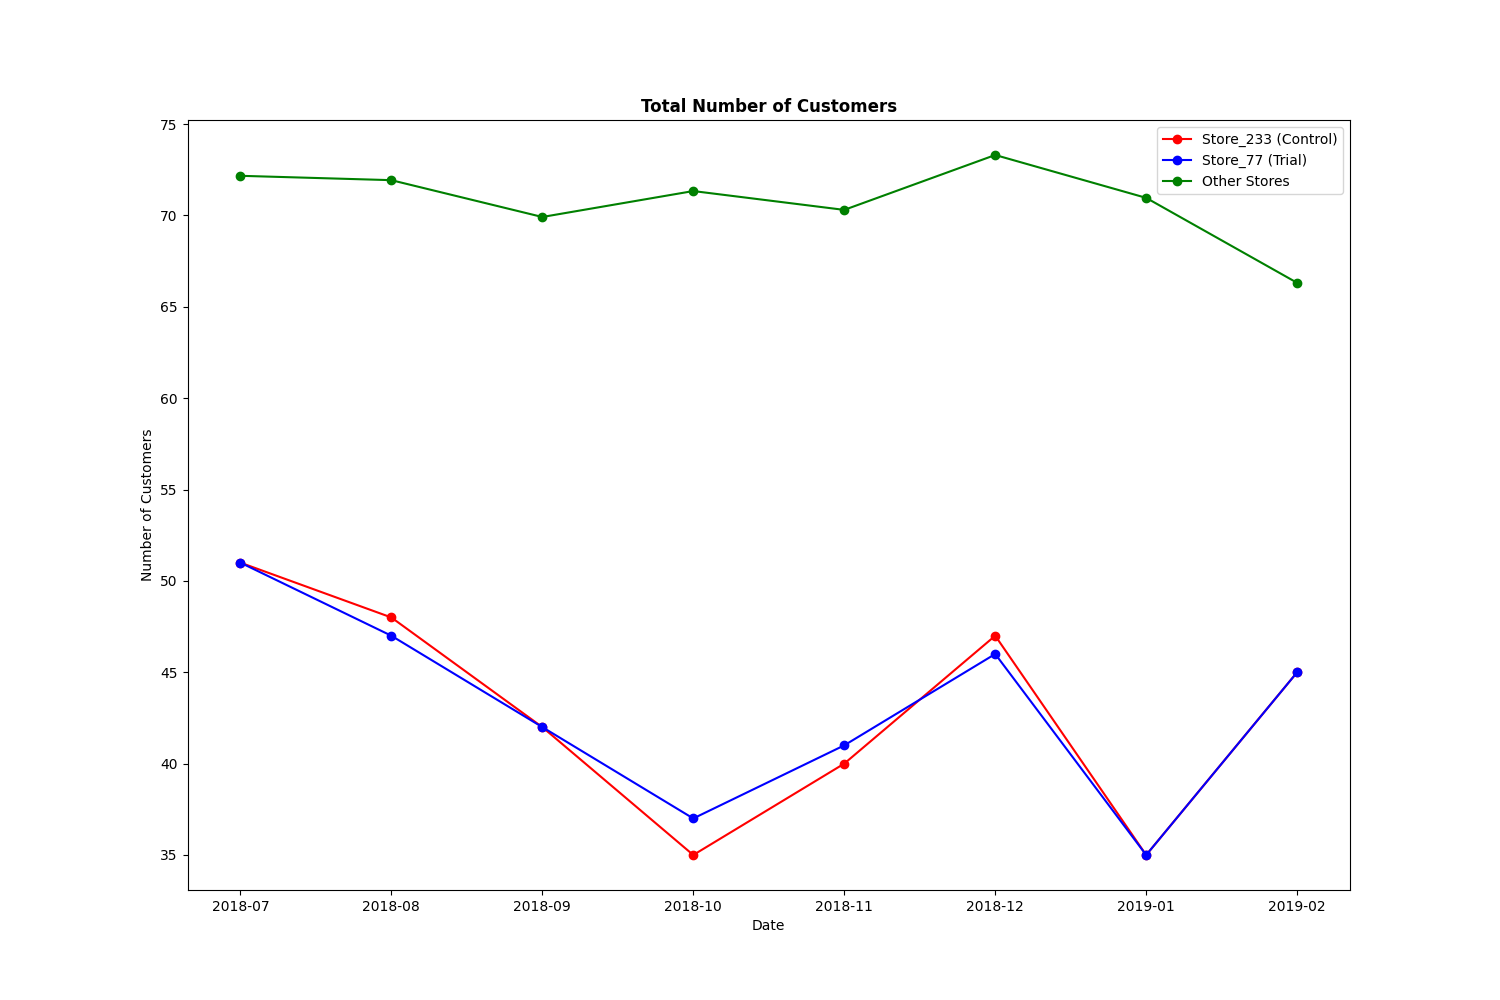 Total Number of Customers
Store_233 (Control)
Store_77 (Trial)
Other Stores
Number of Customers
75
70
65
60
55
50
45
40
35
2018-07 2018-08 2018-09 2018-10 2018-11 2018-12 2019-01 2019-02
Date